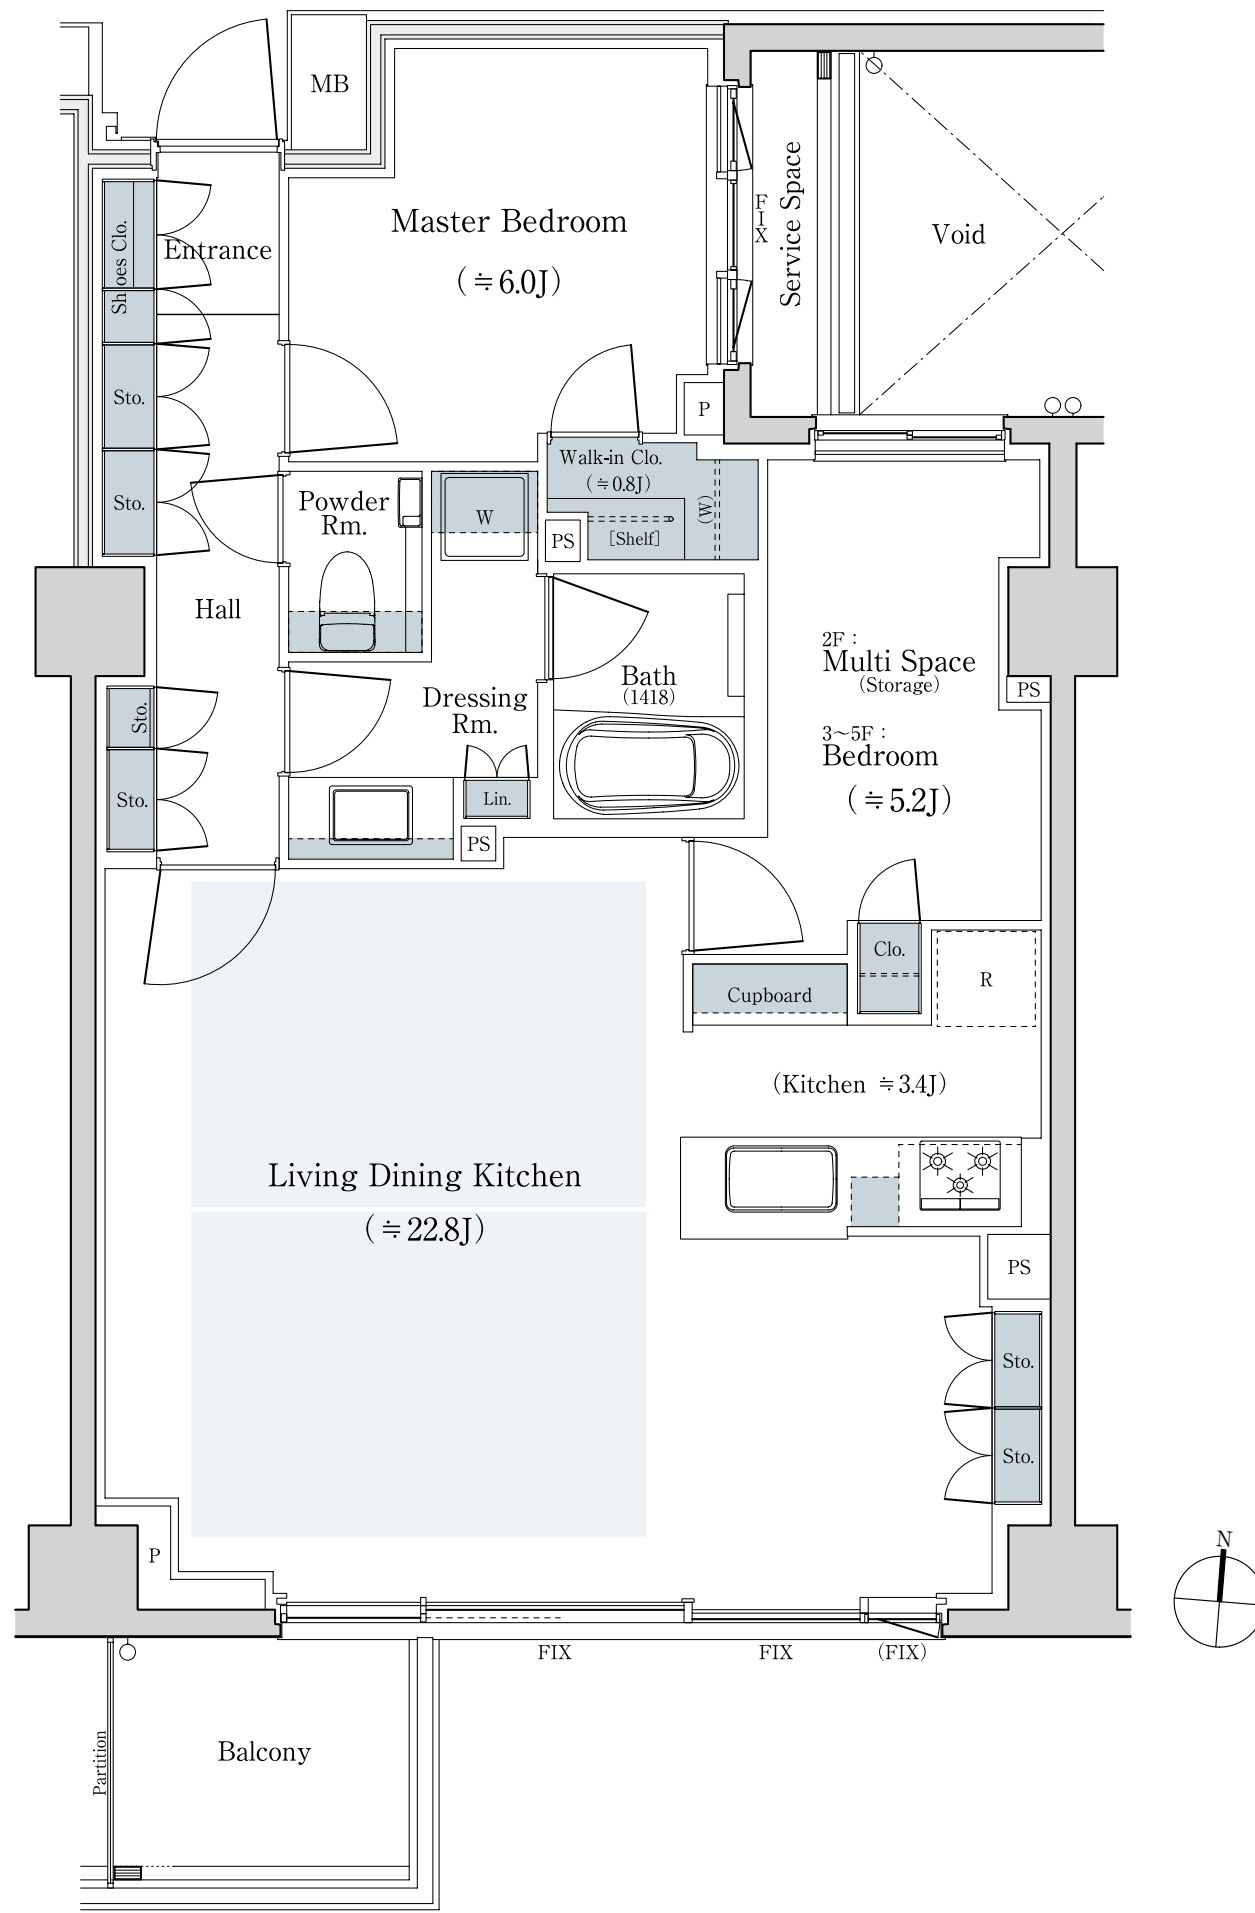 MB
Master Bedroom
(≒6.0J)
FIX
Service Space
Void
Shoes Clo.
Entrance
Sto.
Sto.
P
Walk-in Clo.
(≒0.8J)
(W)
[Shelf]
PS
Powder
Rm.
W
Hall
2F：
Multi Space
(Storage)
3〜5F：
Bedroom
(≒5.2J)
PS
Bath
(1418)
Dressing
Rm.
Sto.
Sto.
Lin.
PS
Clo.
R
Cupboard
(Kitchen ≒3.4J)
Living Dining Kitchen
(≒22.8J)
PS
Sto.
Sto.
P
N
FIX
FIX
(FIX)
Partition
Balcony